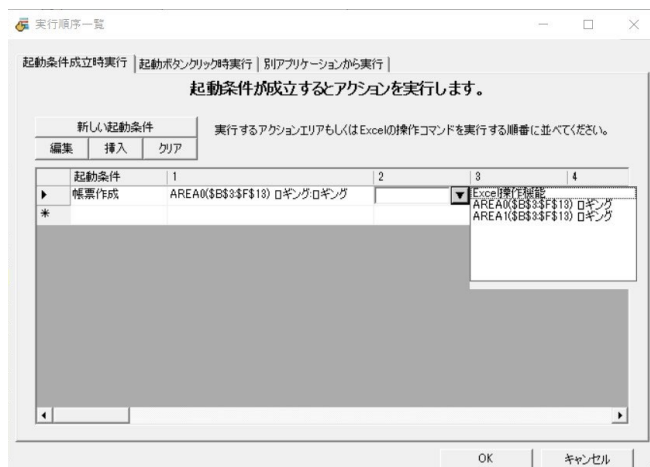 実行順序一覧
起動条件成立時実行 起動ボタンクリック時実行 別アプリケーションから実行
起動条件が成立するとアクションを実行します。
新しい起動条件
実行するアクションエリアもしくはExcelの操作コマンドを実行する順番に並べてください。
編集 挿入 クリア
起動条件 1 2 3 4
帳票作成 AREA0($B$3:$F$13) ロギング:ロギング
Excel操作機能
AREA0($B$3:$F$13) ロギング
AREA1($B$3:$F$13) ロギング
OK キャンセル